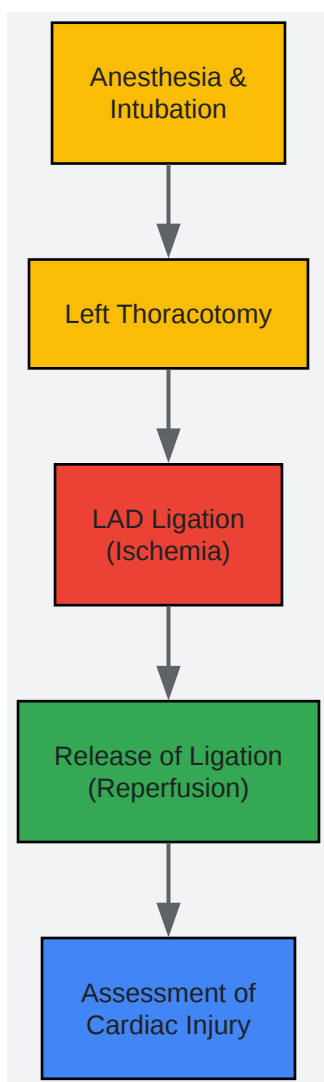 Anesthesia &
Intubation
Left Thoracotomy
LAD Ligation
(Ischemia)
Release of Ligation
(Reperfusion)
Assessment of
Cardiac Injury